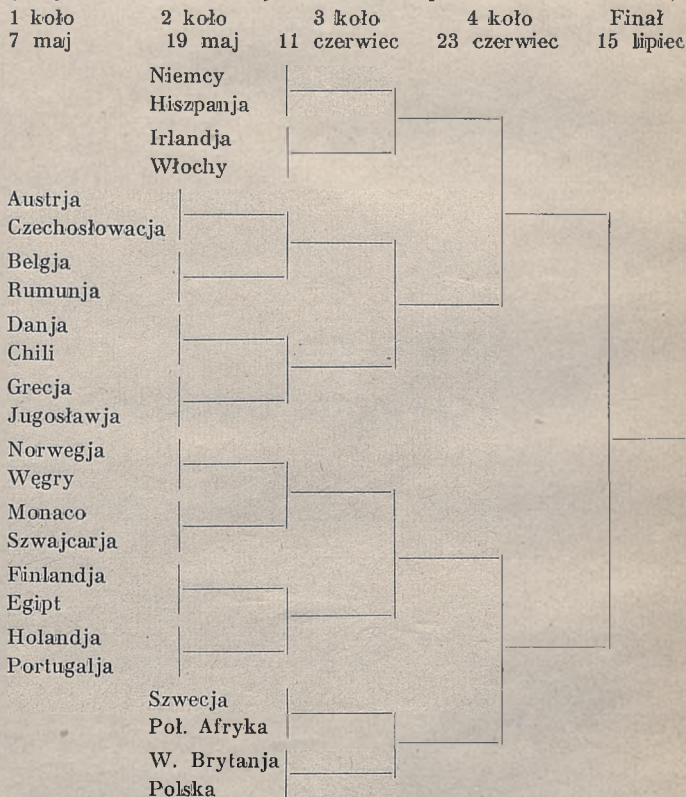 1 koło 2 koło 3 koło 4 koło Finał
7 maj 19 maj 11 czerwiec 23 czerwiec 15 lipiec
Niemcy
Hiszpanja
Irlandja
Włochy
Austrja
Czechosłowacja
Belgja
Rumunja
Danja
Chili
Grecja
Jugosławja
Norwegja
Węgry
Monaco
Szwajcarja
Finlandja
Egipt
Holandja
Portugalja
Szwecja
Poł. Afryka
W. Brytanja
Polska